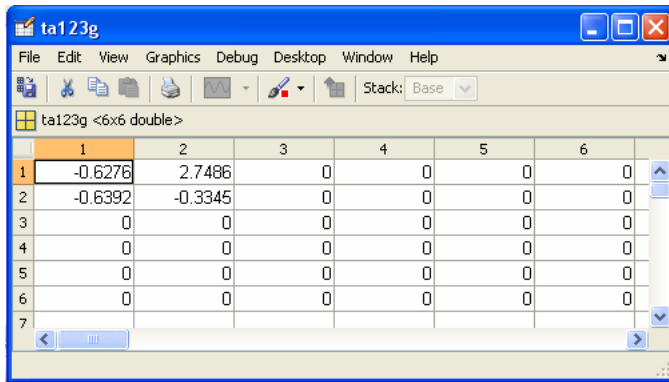 ta123g
File Edit View Graphics Debug Desktop Window Help
Stack: Base
ta123g <6x6 double>
1 2 3 4 5 6
1 -0.6276 2.7486 0 0 0 0
2 -0.6392 -0.3345 0 0 0 0
3 0 0 0 0 0 0
4 0 0 0 0 0 0
5 0 0 0 0 0 0
6 0 0 0 0 0 0
7